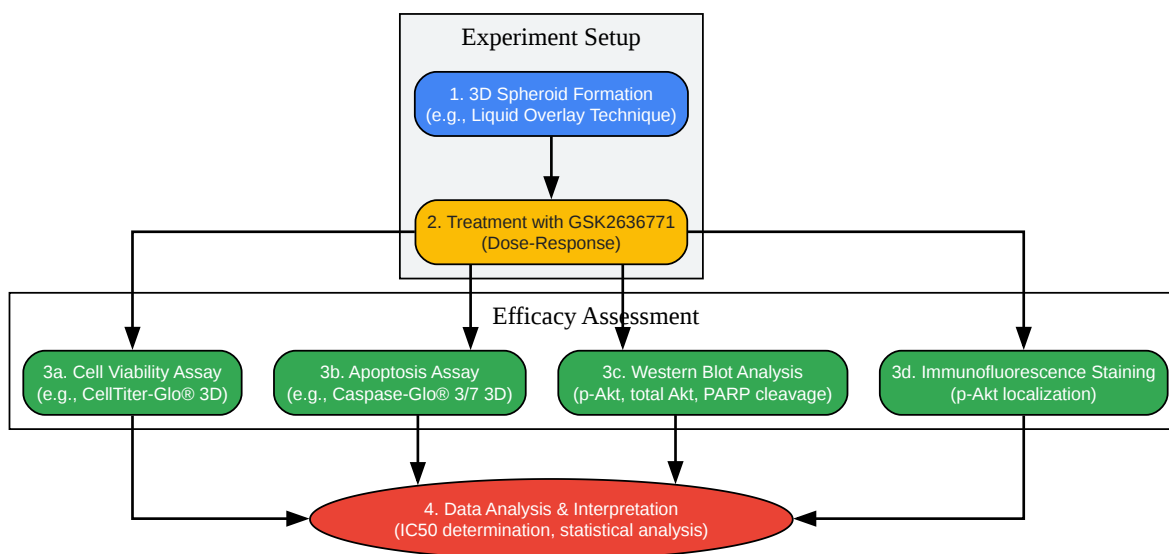 Experiment Setup
1. 3D Spheroid Formation
(e.g., Liquid Overlay Technique)
2. Treatment with GSK2636771
(Dose-Response)
Efficacy Assessment
3a. Cell Viability Assay
(e.g., CellTiter-Glo® 3D)
3b. Apoptosis Assay
(e.g., Caspase-Glo® 3/7 3D)
3c. Western Blot Analysis
(p-Akt, total Akt, PARP cleavage)
3d. Immunofluorescence Staining
(p-Akt localization)
4. Data Analysis & Interpretation
(IC50 determination, statistical analysis)